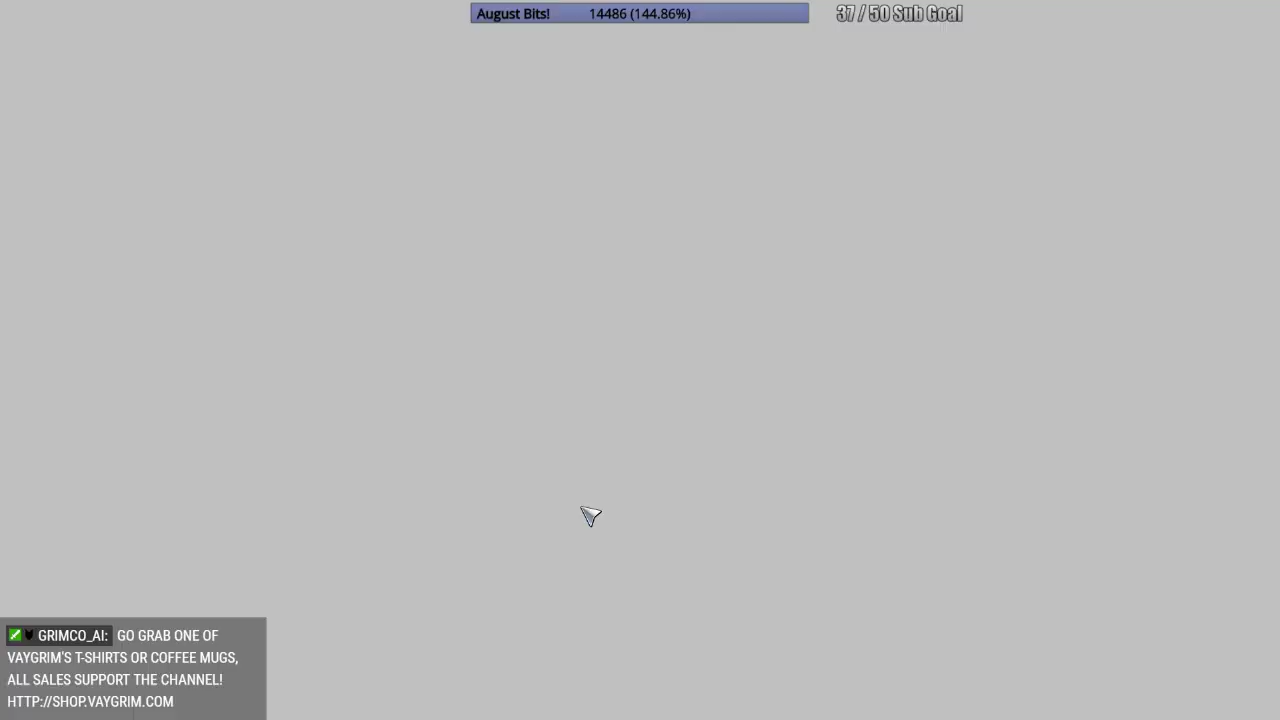 August Bits! 14486 (144.86%)
37 / 50 Sub Goal
GRIMCO_AI: GO GRAB ONE OF
VAYGRIM'S T-SHIRTS OR COFFEE MUGS,
ALL SALES SUPPORT THE CHANNEL!
HTTP://SHOP.VAYGRIM.COM